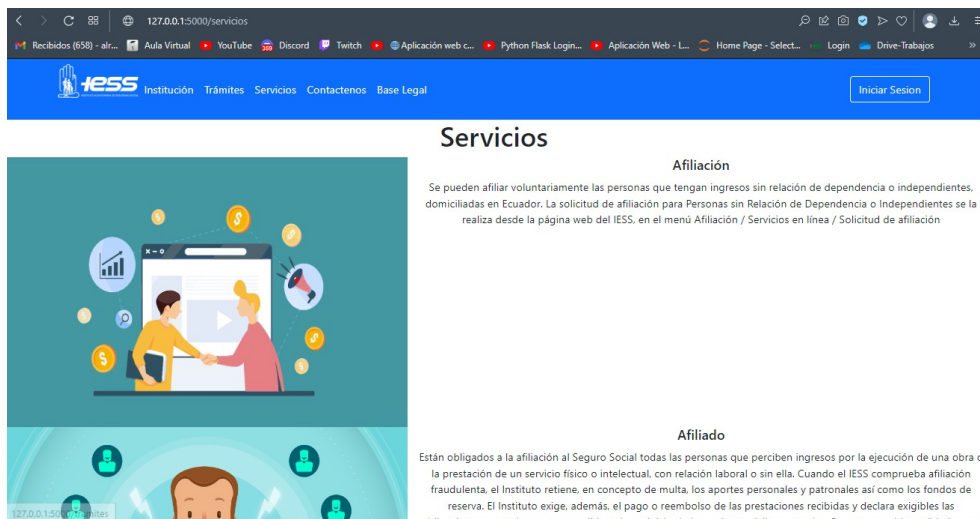 127.0.0.1:5000/servicios
Recibidos (658) - alr...
Aula Virtual
YouTube
Discord
Twitch
Aplicación web c...
Python Flask Login...
Aplicación Web - L...
Home Page - Select...
Login
Drive-Trabajos
»
IESS
Institución
Trámites
Servicios
Contactenos
Base Legal
Iniciar Sesion
Servicios
Afiliación
Se pueden afiliar voluntariamente las personas que tengan ingresos sin relación de dependencia o independientes,
domiciliadas en Ecuador. La solicitud de afiliación para Personas sin Relación de Dependencia o Independientes se la
realiza desde la página web del IESS, en el menú Afiliación / Servicios en línea / Solicitud de afiliación
Afiliado
Están obligados a la afiliación al Seguro Social todas las personas que perciben ingresos por la ejecución de una obra o
la prestación de un servicio físico o intelectual, con relación laboral o sin ella. Cuando el IESS comprueba afiliación
fraudulenta, el Instituto retiene, en concepto de multa, los aportes personales y patronales así como los fondos de
reserva. El Instituto exige, además, el pago o reembolso de las prestaciones recibidas y declara exigibles las
127.0.0.1:5000/tramites